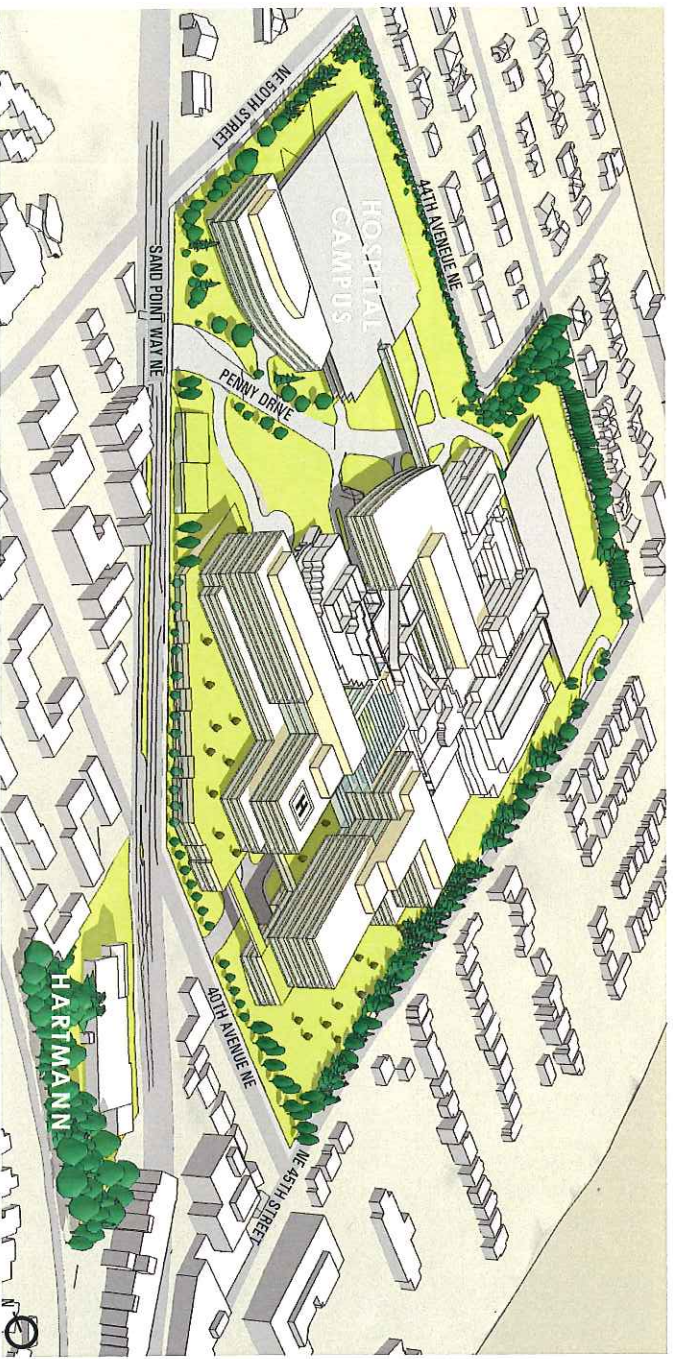 NE 50TH STREET
44TH AVENEUE NE
HOSPITAL
CAMPUS
SAND POINT WAY NE
PENNY DRIVE
H
40TH AVENUE NE
HARTMANN
NE 45TH STREET
N